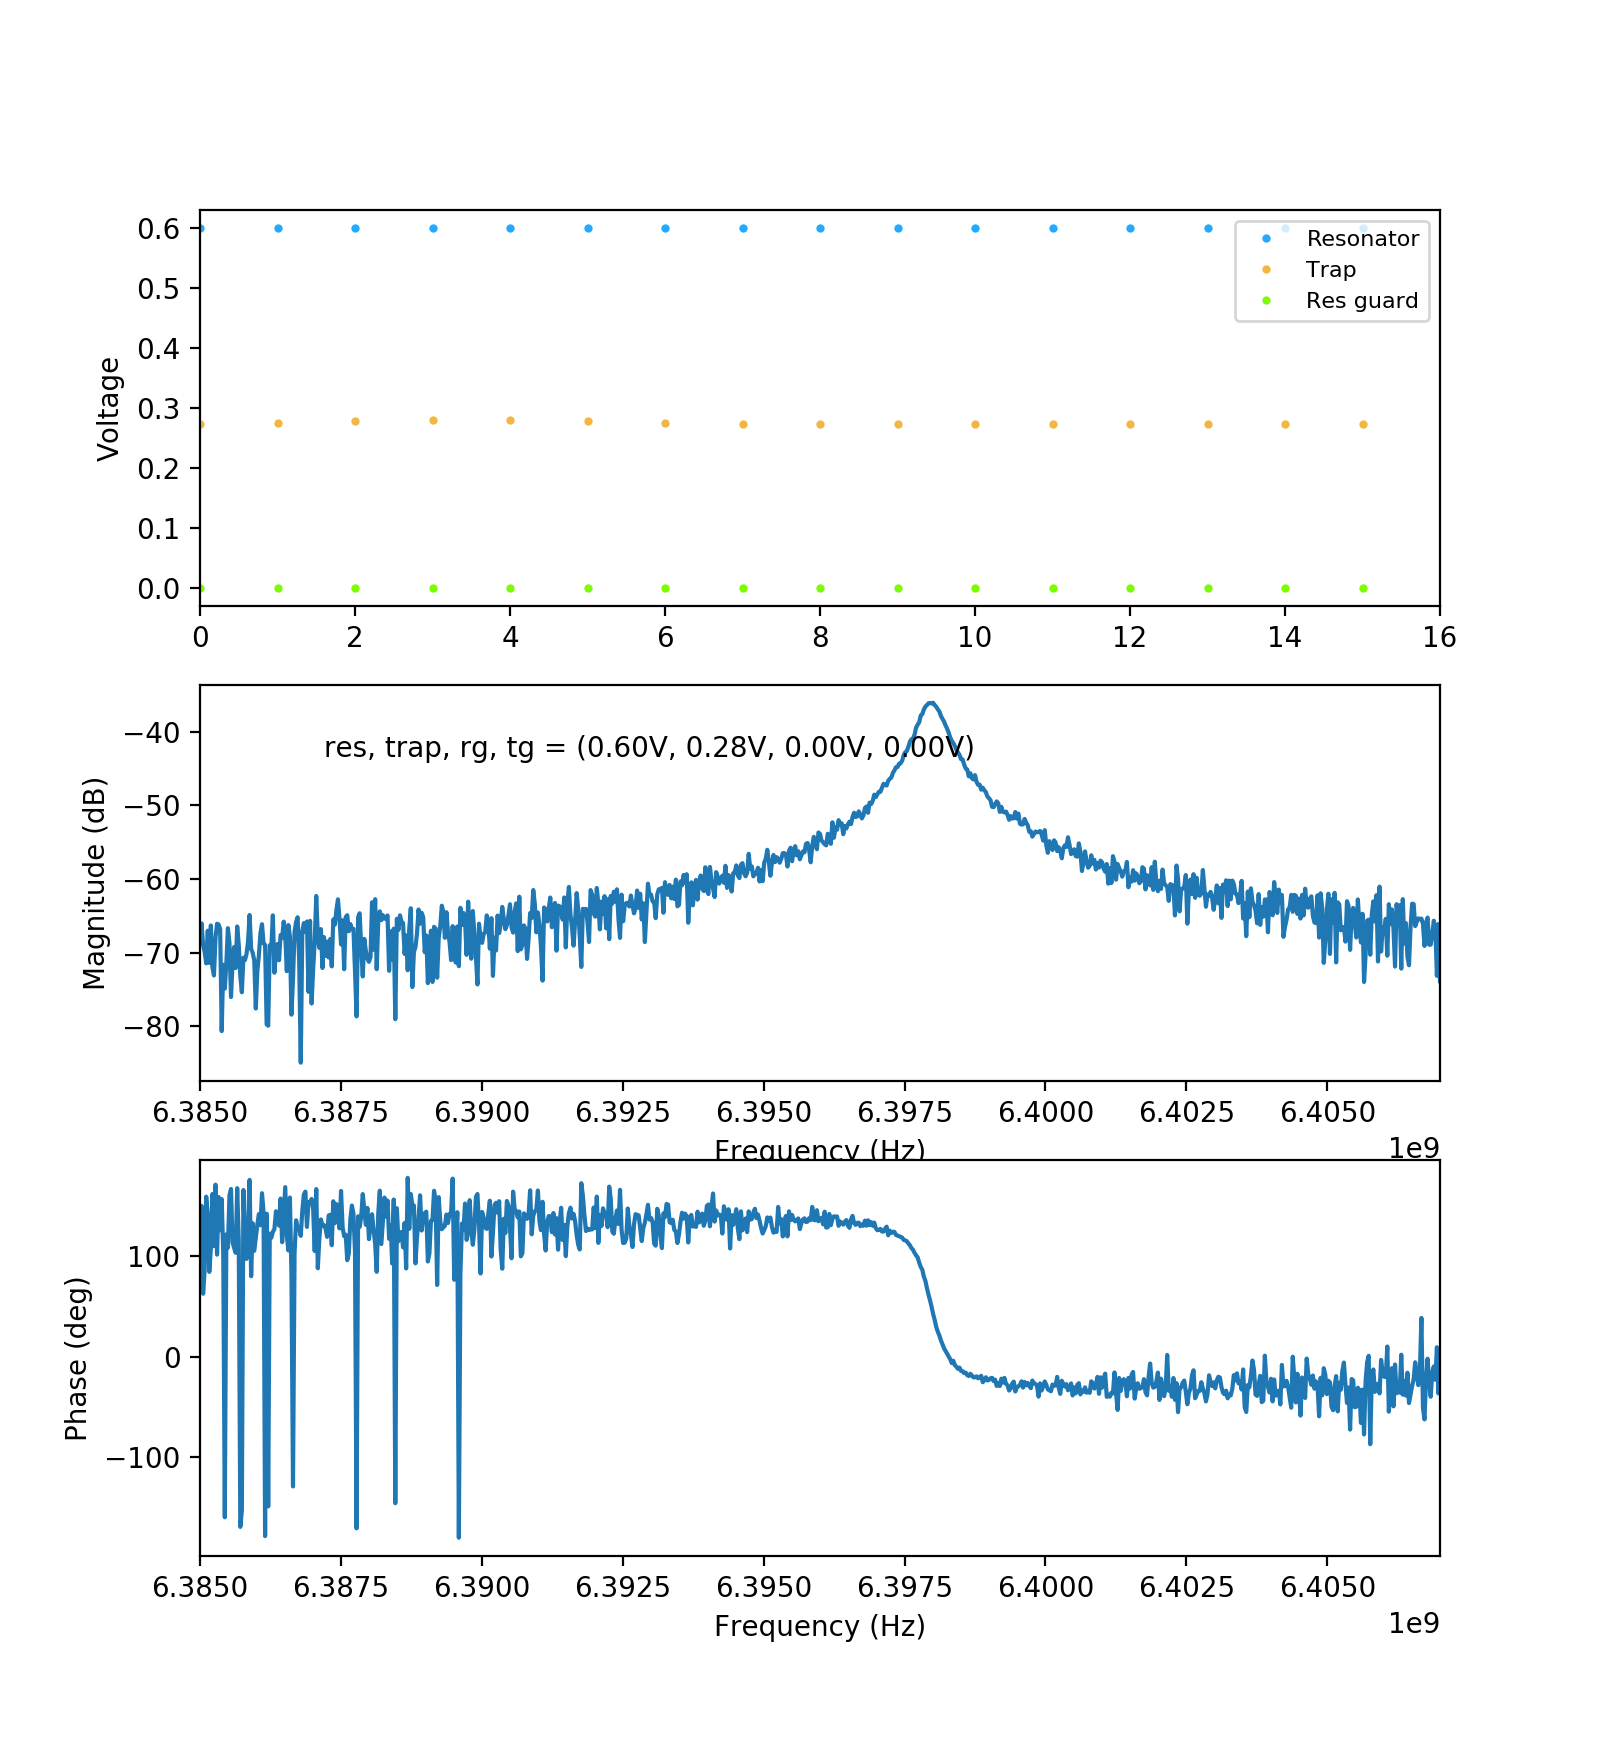 0.6
0.5
0.4
0.3
0.2
0.1
0.0
Voltage
Resonator
Trap
Res guard
0 2 4 6 8 10 12 14 16
−40
−50
−60
−70
−80
Magnitude (dB)
res, trap, rg, tg = (0.60V, 0.28V, 0.00V, 0.00V)
6.3850 6.3875 6.3900 6.3925 6.3950 6.3975 6.4000 6.4025 6.4050
Frequency (Hz)
1e9
100
0
−100
Phase (deg)
6.3850 6.3875 6.3900 6.3925 6.3950 6.3975 6.4000 6.4025 6.4050
Frequency (Hz)
1e9